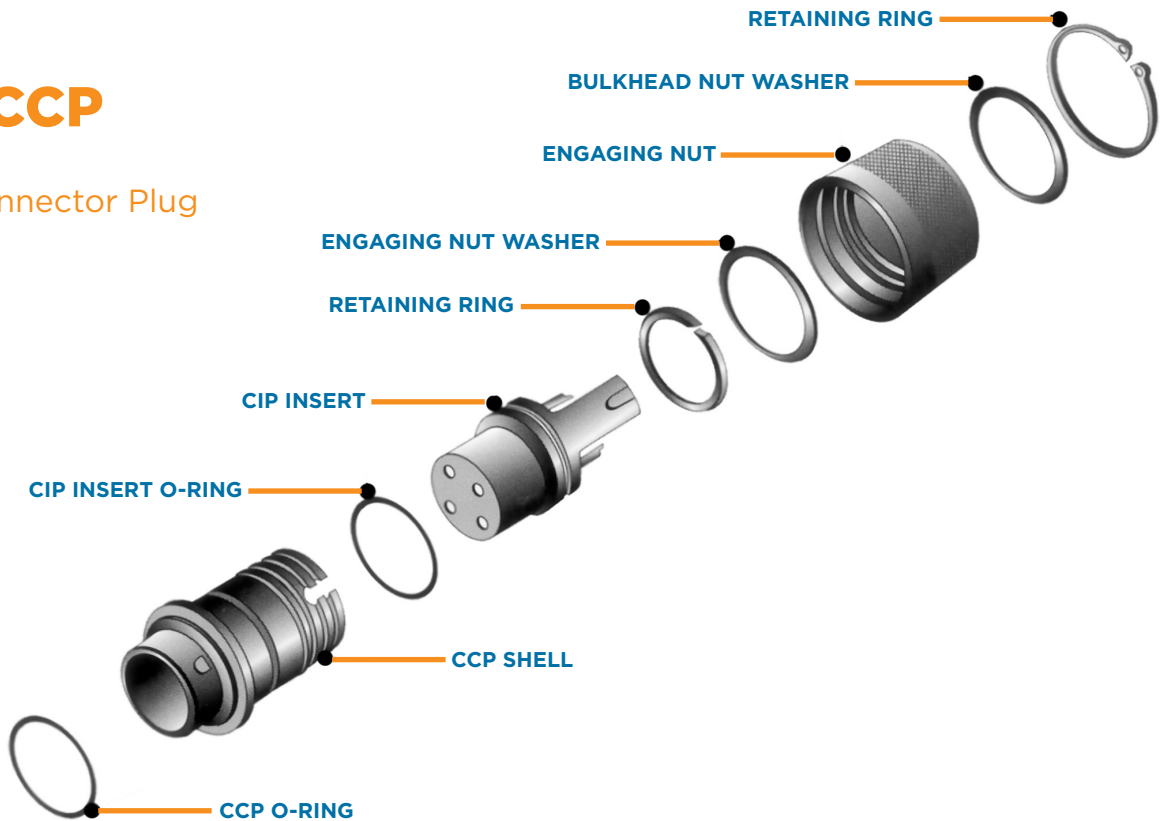 RETAINING RING
BULKHEAD NUT WASHER
CCP
ENGAGING NUT
nnector Plug
ENGAGING NUT WASHER
RETAINING RING
CIP INSERT
CIP INSERT O-RING
CCP SHELL
CCP O-RING